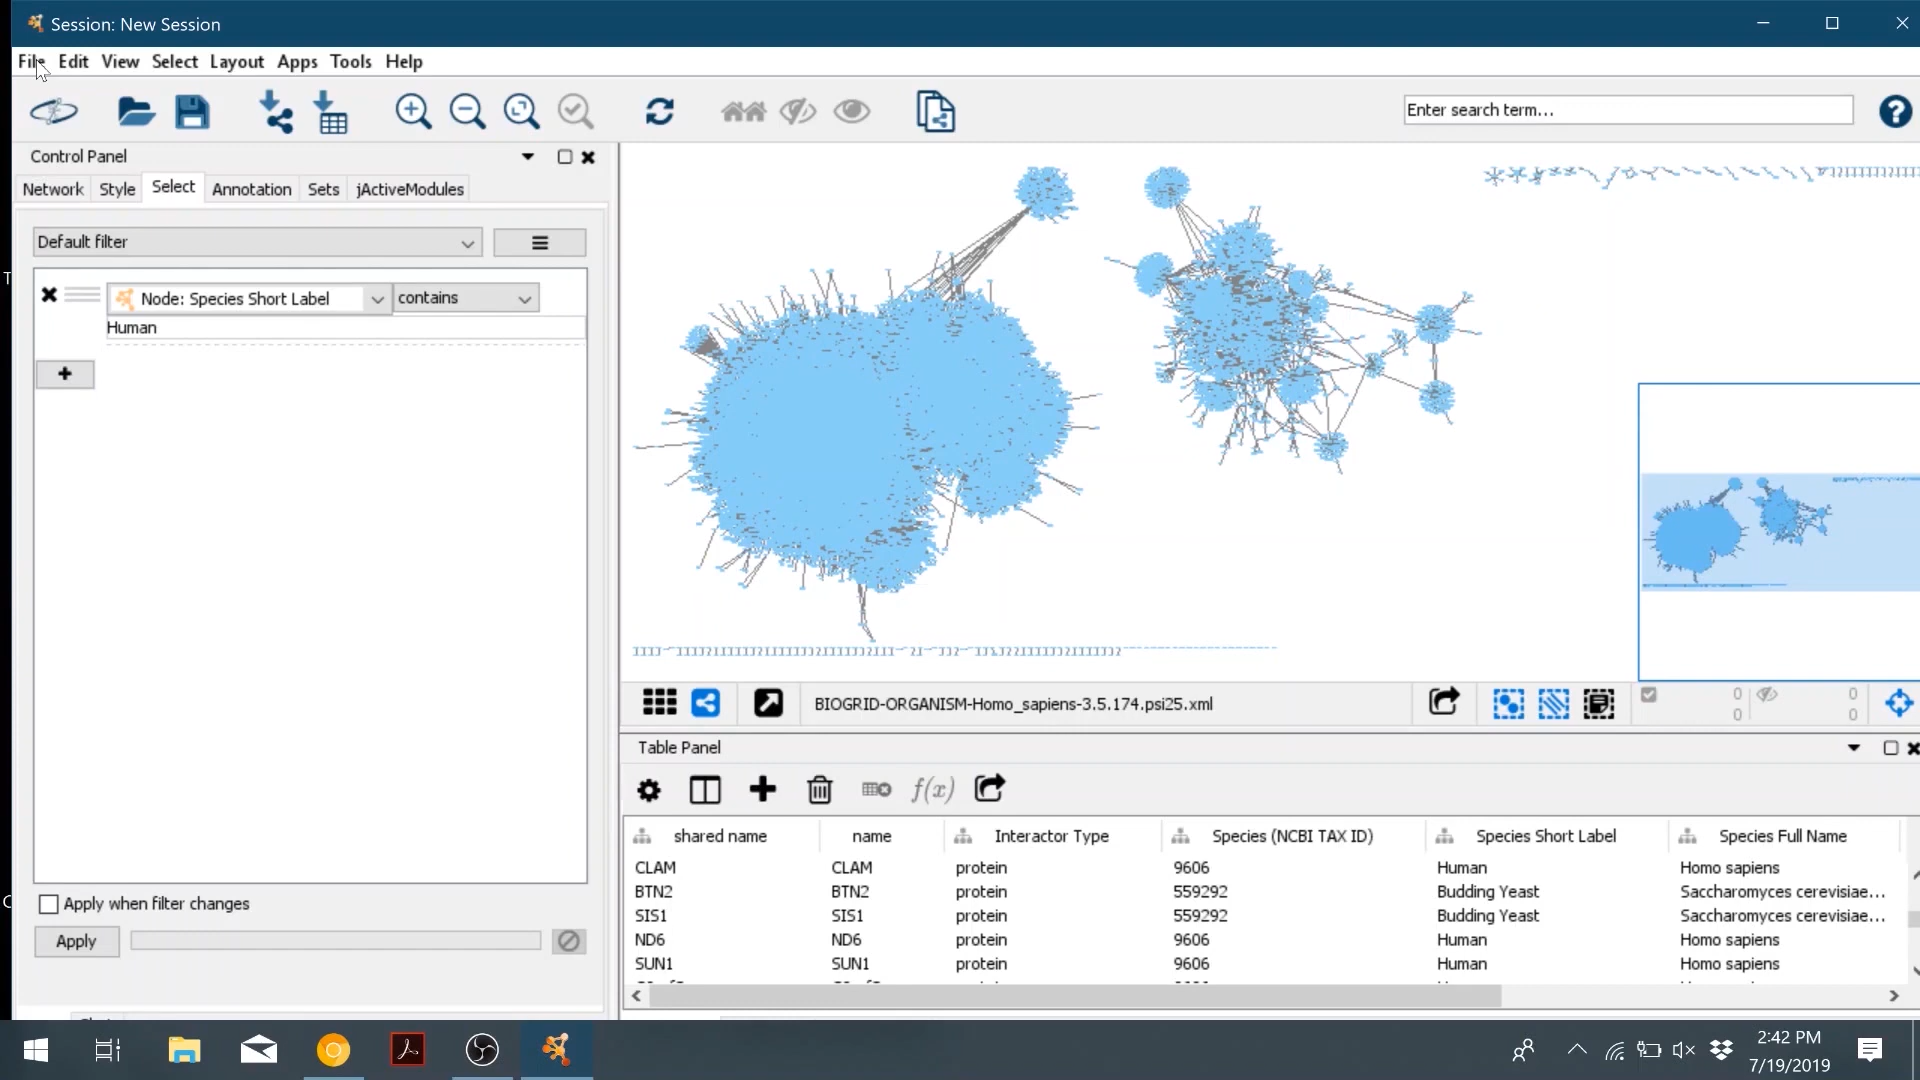 Session: New Session
File Edit View Select Layout Apps Tools Help
Enter search term...
Control Panel
Network Style Select Annotation Sets jActiveModules
Default filter
Node: Species Short Label contains
Human
Apply when filter changes
Apply
BIOGRID-ORGANISM-Homo_sapiens-3.5.174.psi25.xml
0 0
0 0
Table Panel
f(x)
shared name name Interactor Type Species (NCBI TAX ID) Species Short Label Species Full Name
CLAM CLAM protein 9606 Human Homo sapiens
BTN2 BTN2 protein 559292 Budding Yeast Saccharomyces cerevisiae...
SIS1 SIS1 protein 559292 Budding Yeast Saccharomyces cerevisiae...
ND6 ND6 protein 9606 Human Homo sapiens
SUN1 SUN1 protein 9606 Human Homo sapiens
2:42 PM
7/19/2019